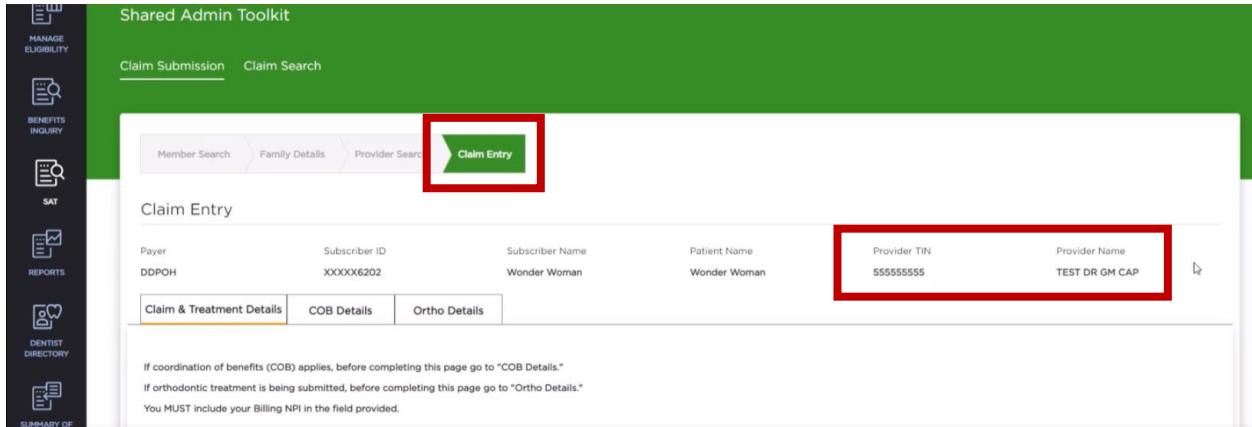 Shared Admin Toolkit
MANAGE
ELIGIBILITY
Claim Submission Claim Search
BENEFITS
INQUIRY
Member Search Family Details Provider Searc Claim Entry
SAT
Claim Entry
Payer Subscriber ID Subscriber Name Patient Name Provider TIN Provider Name
REPORTS
DDPOH XXXXX6202 Wonder Woman Wonder Woman 555555555 TEST DR GM CAP
Claim & Treatment Details COB Details Ortho Details
DENTIST
DIRECTORY
If coordination of benefits (COB) applies, before completing this page go to "COB Details."
If orthodontic treatment is being submitted, before completing this page go to "Ortho Details."
You MUST include your Billing NPI in the field provided.
SUMMARY OF